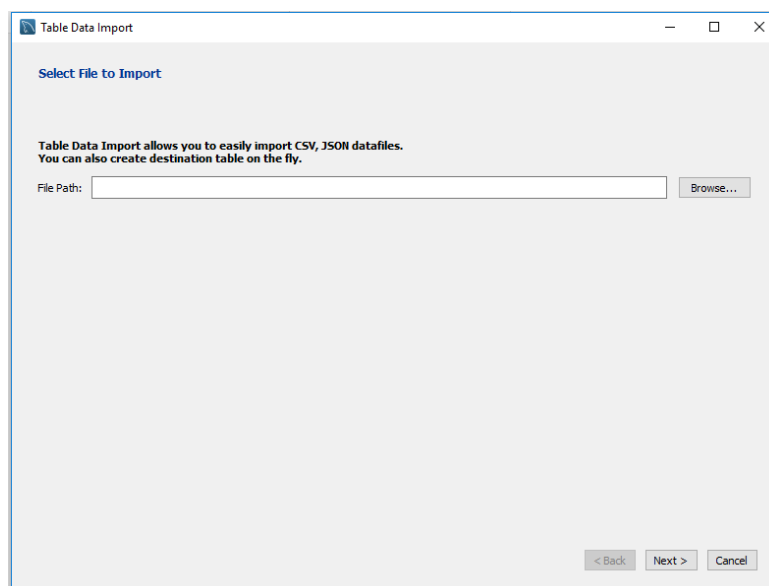 Table Data Import
Select File to Import
Table Data Import allows you to easily import CSV, JSON datafiles.
You can also create destination table on the fly.
File Path:
Browse...
< Back
Next >
Cancel